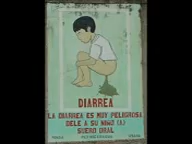 DIARREA
LA DIARREA ES MUY PELIGROSA
DELE A SU NIÑO (A)
SUERO ORAL